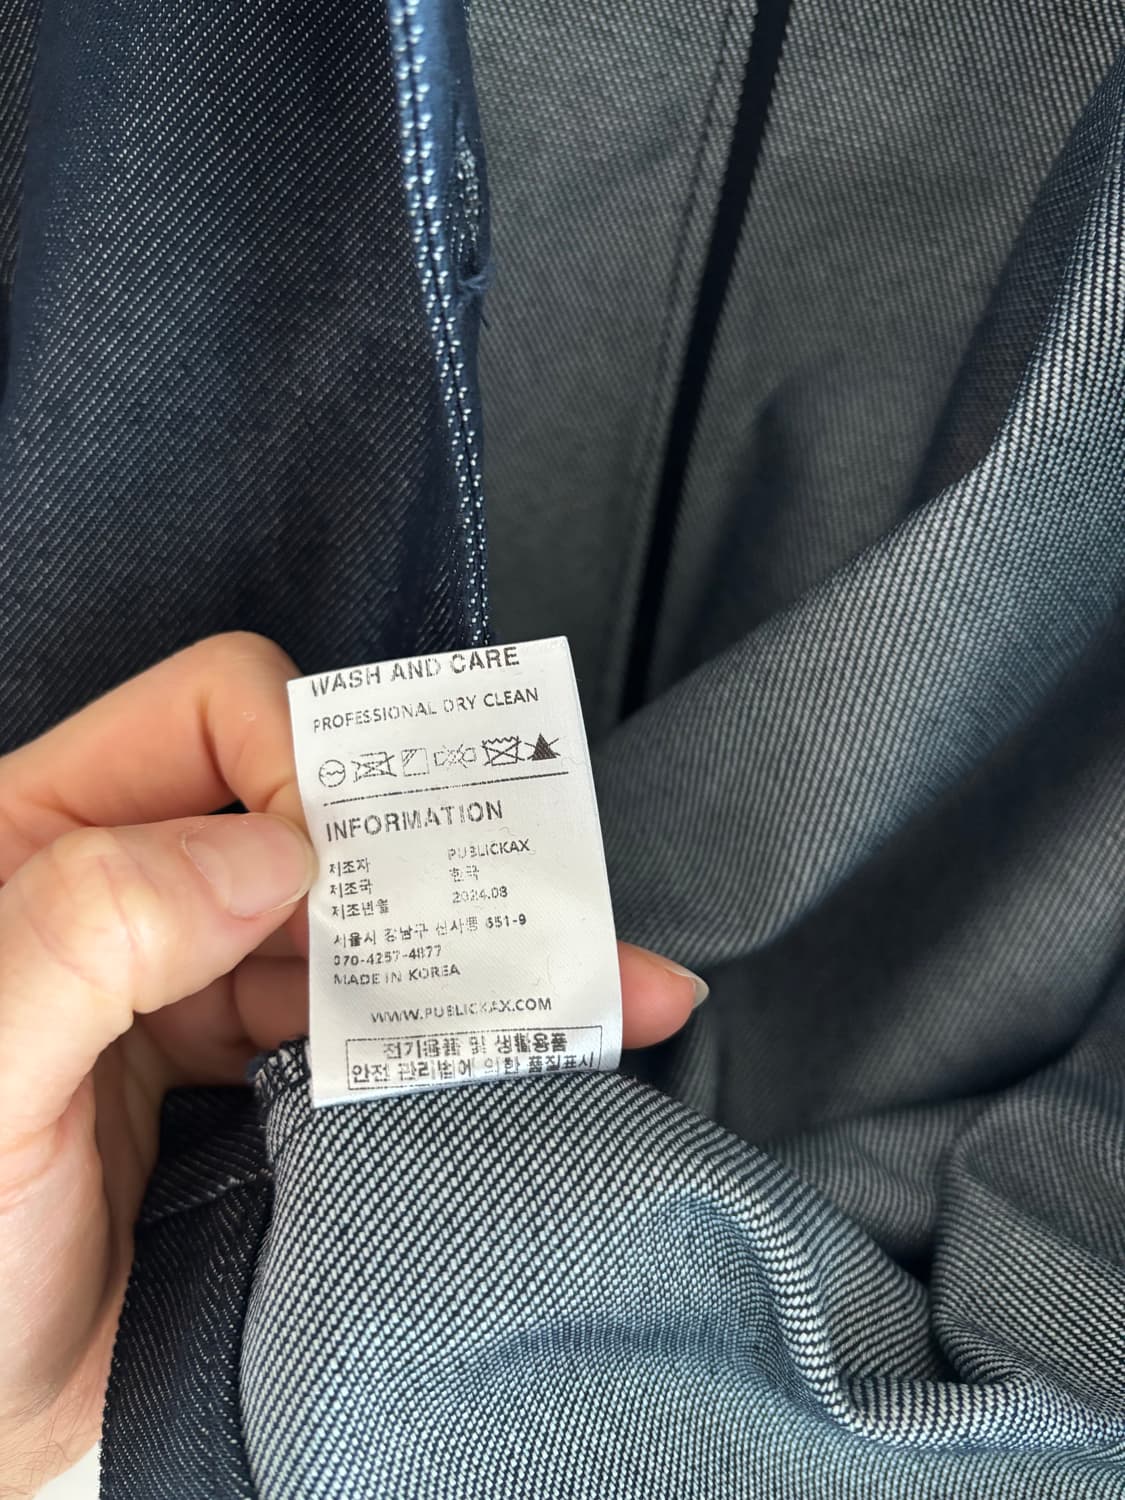 WASH AND CARE
PROFESSIONAL DRY CLEAN
INFORMATION
제조자 PUBLICKAX
제조국 한국
제조년월 2024.08
서울시 강남구 신사동 651-9
070-4257-4877
MADE IN KOREA
WWW.PUBLICKAX.COM
전기용품 및 생활용품
안전 관리법에 의한 품질표시